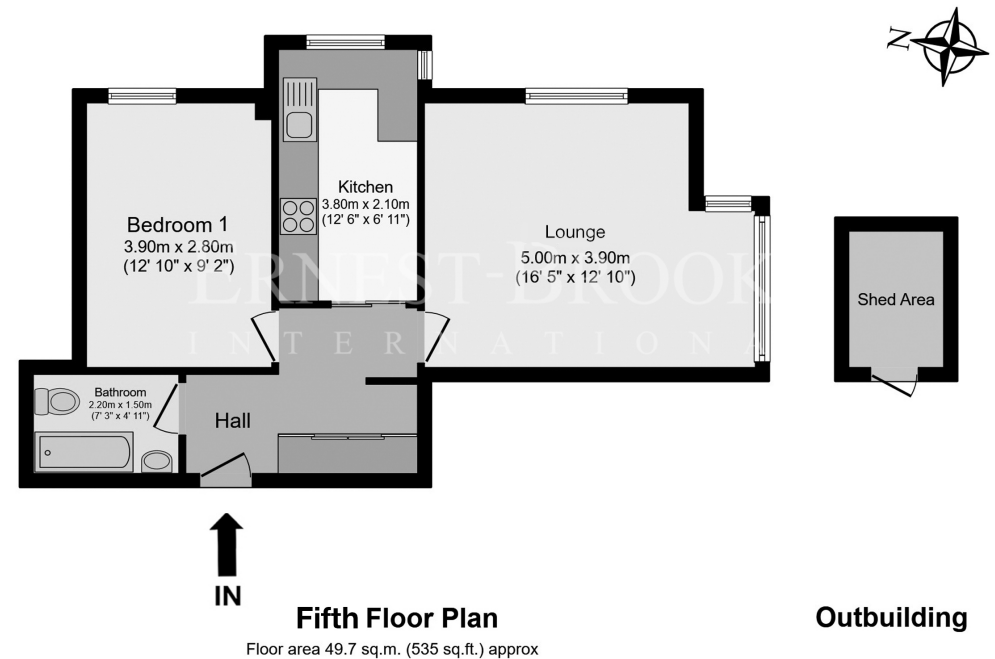 N
Kitchen
3.80m x 2.10m
(12' 6" x 6' 11")
Bedroom 1
3.90m x 2.80m
(12' 10" x 9' 2")
Lounge
5.00m x 3.90m
(16' 5" x 12' 10")
ERNEST-BROOK
INTERNATIONA
Shed Area
Bathroom
2.20m x 1.50m
(7' 3" x 4' 11")
Hall
IN
Fifth Floor Plan
Floor area 49.7 sq.m. (535 sq.ft.) approx
Outbuilding